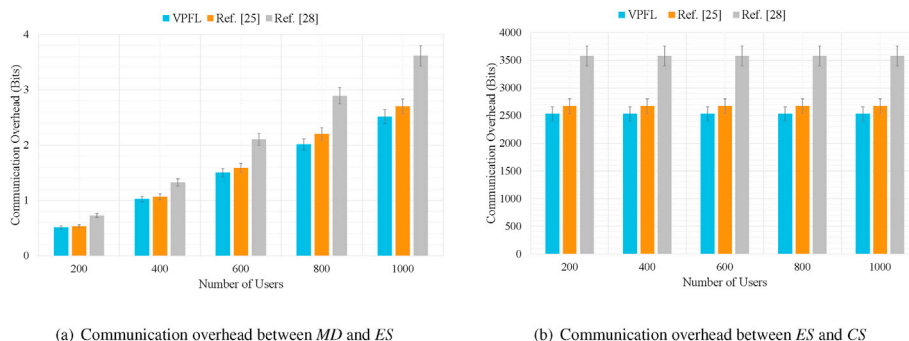 VPFL Ref. [25] Ref. [28]
4
3
2
1
0
Communication Overhead (Bits)
200 400 600 800 1000
Number of Users
(a) Communication overhead between MD and ES
VPFL Ref. [25] Ref. [28]
4000
3500
3000
2500
2000
1500
1000
500
0
Communication Overhead (Bits)
200 400 600 800 1000
Number of Users
(b) Communication overhead between ES and CS